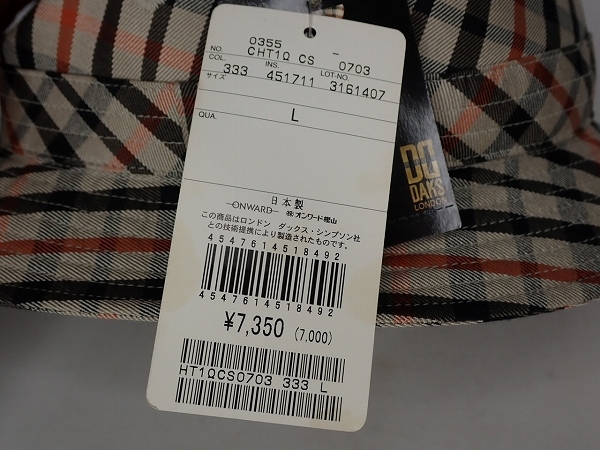 0355 -
NO. CHT1Q CS 0703
COL. INS. LOT-NO.
333 451711 3161407
サイズ
QUA. L
日本製
ONWARD ㈱オンワード樫山
この商品はロンドン ダックス・シンプソン社
との技術提携により製造されたものです。
4547614518492
4547614518492
¥7,350 (7,000)
HT1QCS0703 333 L
DD
DAKS
LONDON